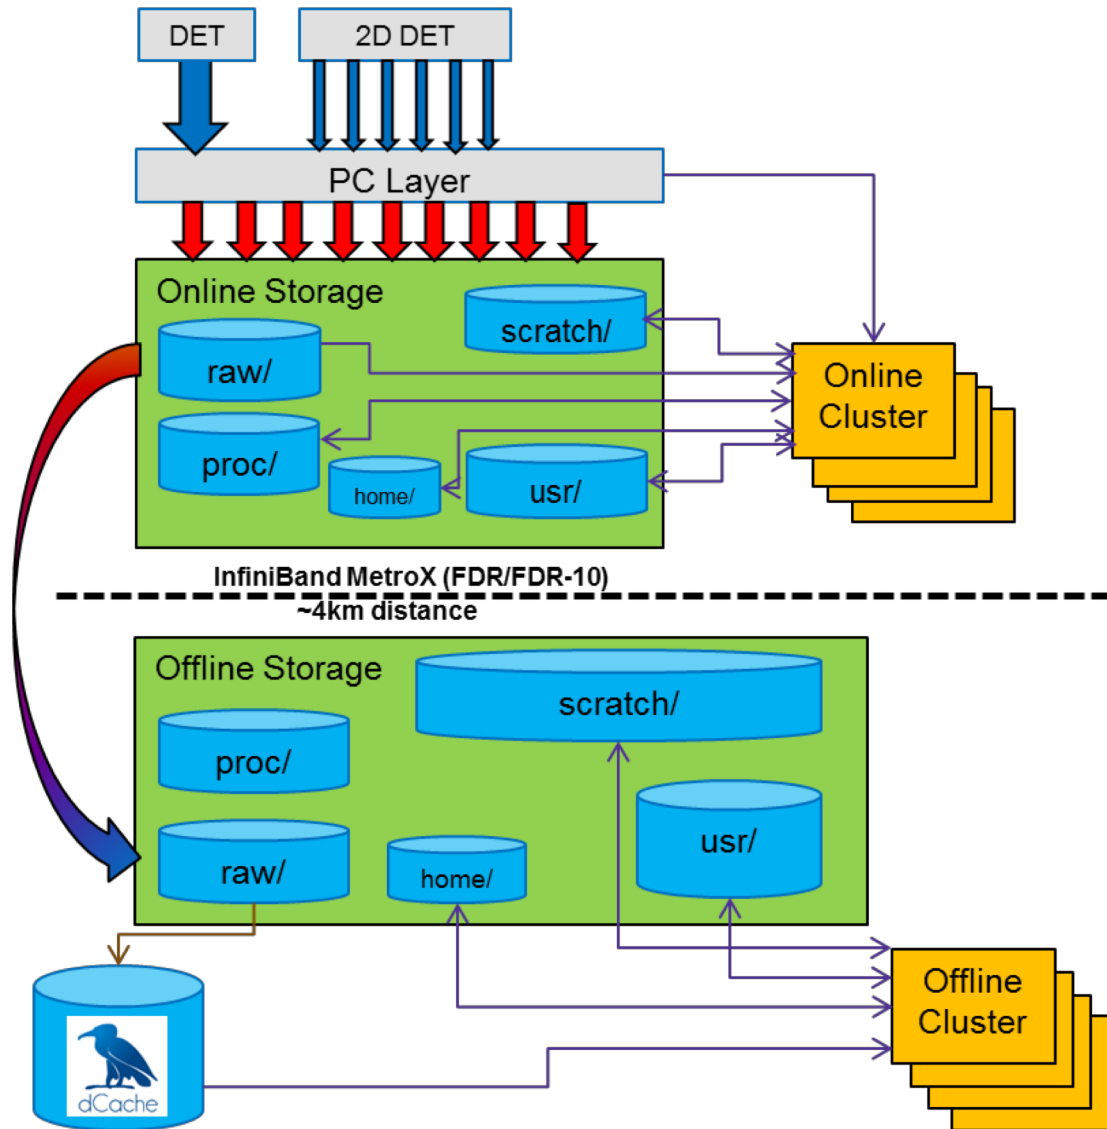 DET
2D DET
PC Layer
Online Storage
scratch/
raw/
Online
Cluster
proc/
home/
usr/
InfiniBand MetroX (FDR/FDR-10)
~4km distance
Offline Storage
scratch/
proc/
usr/
raw/
home/
Offline
Cluster
dCache